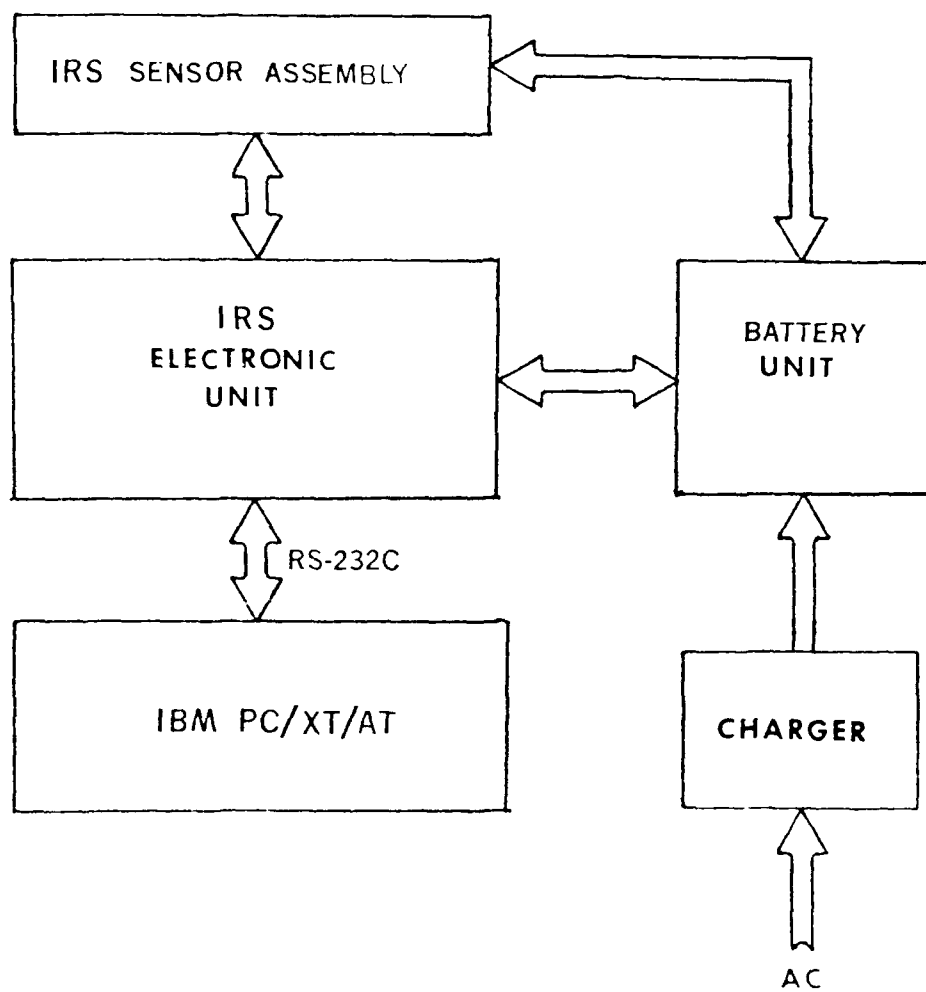 IRS SENSOR ASSEMBLY
IRS
ELECTRONIC
UNIT
BATTERY
UNIT
RS-232C
IBM PC/XT/AT
CHARGER
AC